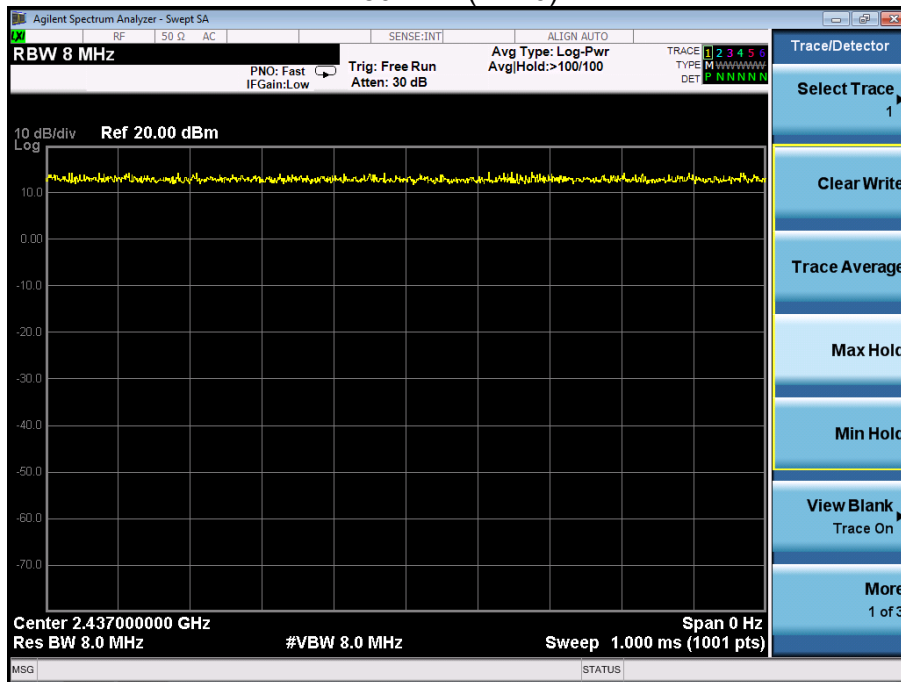 Agilent Spectrum Analyzer - Swept SA
LXI RF 50 Ω AC SENSE:INT ALIGN AUTO
RBW 8 MHz
PNO: Fast
IFGain:Low
Trig: Free Run
Atten: 30 dB
Avg Type: Log-Pwr
Avg|Hold:>100/100
TRACE 1 2 3 4 5 6
TYPE M WWWWW
DET P N N N N N
10 dB/div Ref 20.00 dBm
Log
10.0
0.00
-10.0
-20.0
-30.0
-40.0
-50.0
-60.0
-70.0
Center 2.437000000 GHz Span 0 Hz
Res BW 8.0 MHz #VBW 8.0 MHz Sweep 1.000 ms (1001 pts)
MSG STATUS
Trace/Detector
Select Trace
1
Clear Write
Trace Average
Max Hold
Min Hold
View Blank
Trace On
More
1 of 3